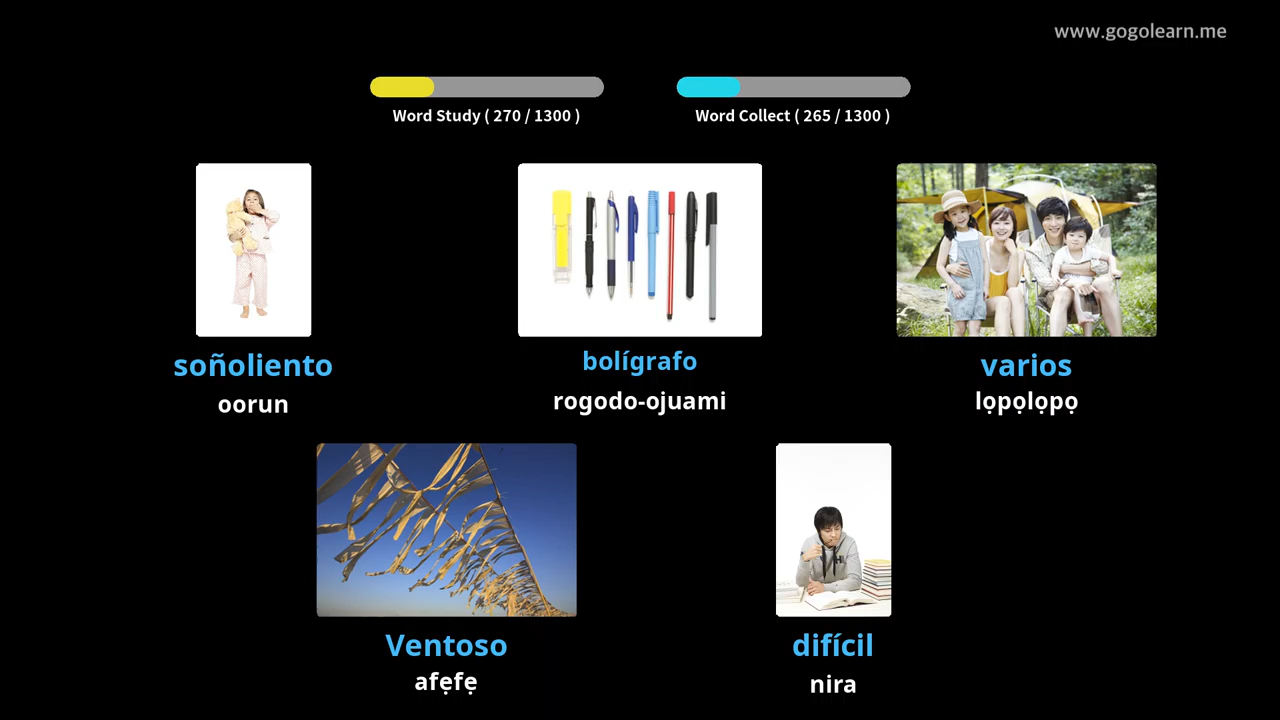 www.gogolearn.me
Word Study ( 270 / 1300 )
Word Collect ( 265 / 1300 )
soñoliento
oorun
bolígrafo
rogodo-ojuami
varios
lọpọlọpọ
Ventoso
afẹfẹ
difícil
nira